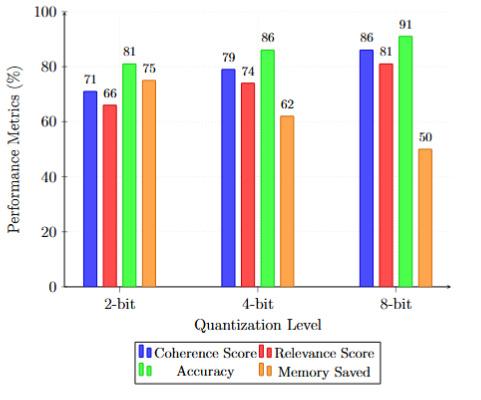 100
80
60
40
20
0
Performance Metrics (%)
71 66 81 75
79 74 86 62
86 81 91 50
2-bit 4-bit 8-bit
Quantization Level
Coherence Score Relevance Score
Accuracy Memory Saved